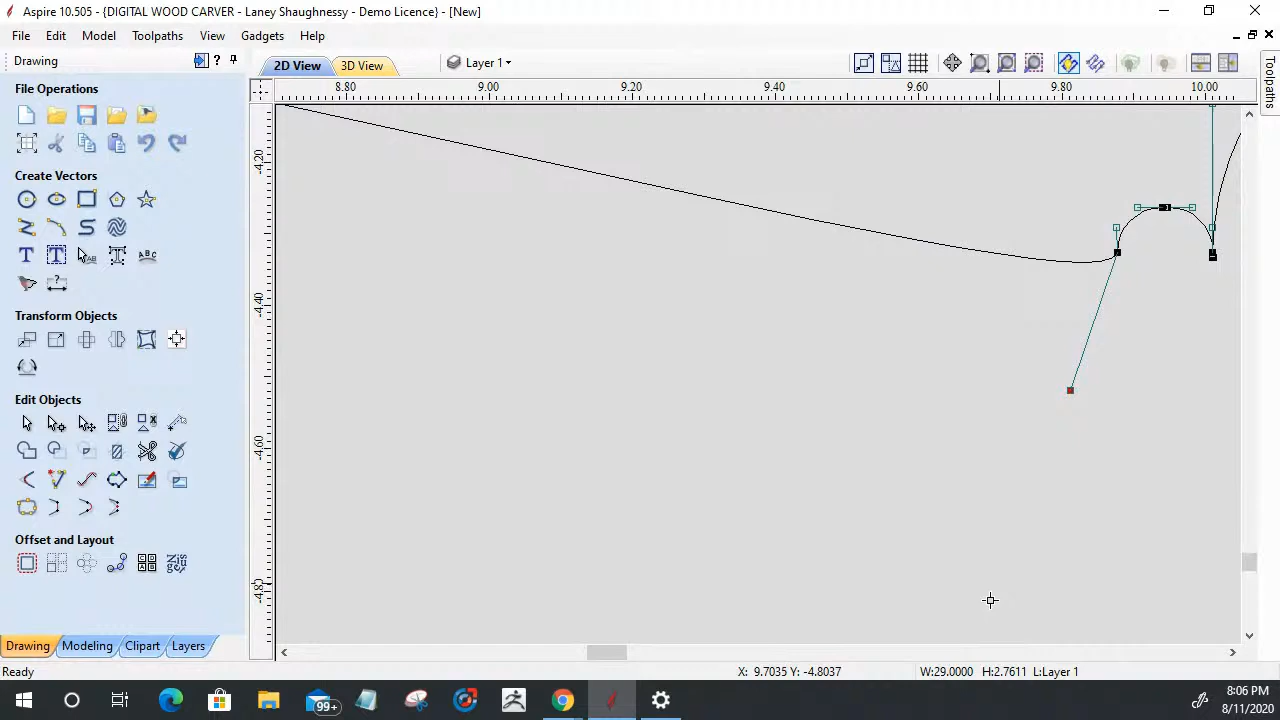 Aspire 10.505 - {DIGITAL WOOD CARVER - Laney Shaughnessy - Demo Licence} - [New]
File Edit Model Toolpaths View Gadgets Help
Drawing
2D View 3D View Layer 1
File Operations
8.80 9.00 9.20 9.40 9.60 9.80 10.00
Toolpaths
-4.20
Create Vectors
-4.40
Transform Objects
Edit Objects
-4.60
Offset and Layout
-4.80
Drawing Modeling Clipart Layers
Ready X: 9.7035 Y: -4.8037 W:29.0000 H:2.7611 L:Layer 1
99+
8:06 PM
8/11/2020